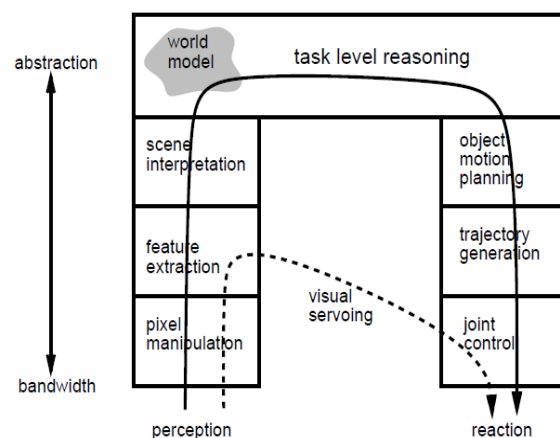 world
model
task level reasoning
abstraction
scene
interpretation
object
motion
planning
feature
extraction
trajectory
generation
visual
servoing
pixel
manipulation
joint
control
bandwidth
perception
reaction